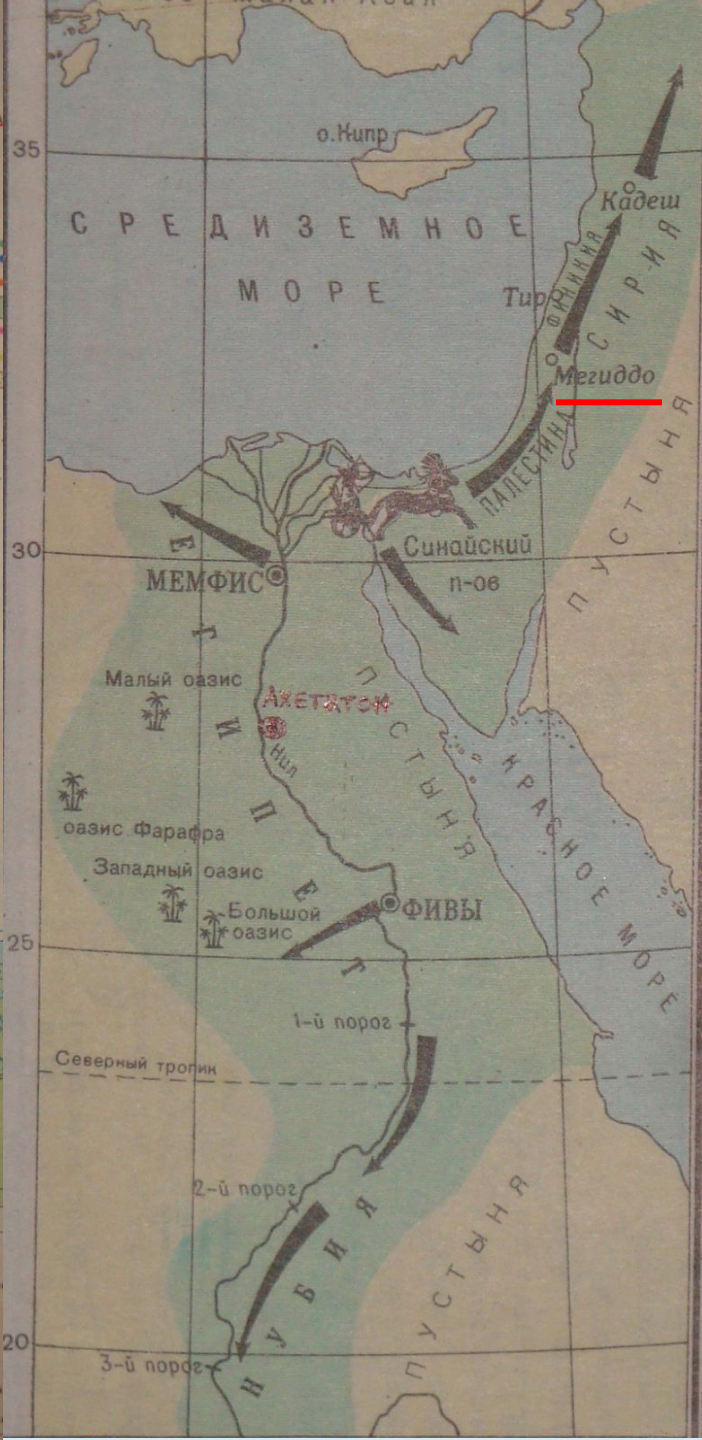 Малая Азия
35
о.Кипр
СРЕДИЗЕМНОЕ
МОРЕ
Кадеш
ФИНИКИЯ
СИРИЯ
Тир
Мегиддо
ПАЛЕСТИНА
ПУСТЫНЯ
30
ЕГИПЕТ
МЕМФИС
Синайский
п-ов
Малый оазис
АХЕТАТОН
Нил
ПУСТЫНЯ
КРАСНОЕ МОРЕ
оазис Фарафра
Западный оазис
Большой
оазис
ФИВЫ
25
1-й порог
Северный тропик
2-й порог
НУБИЯ
ПУСТЫНЯ
20
3-й порог